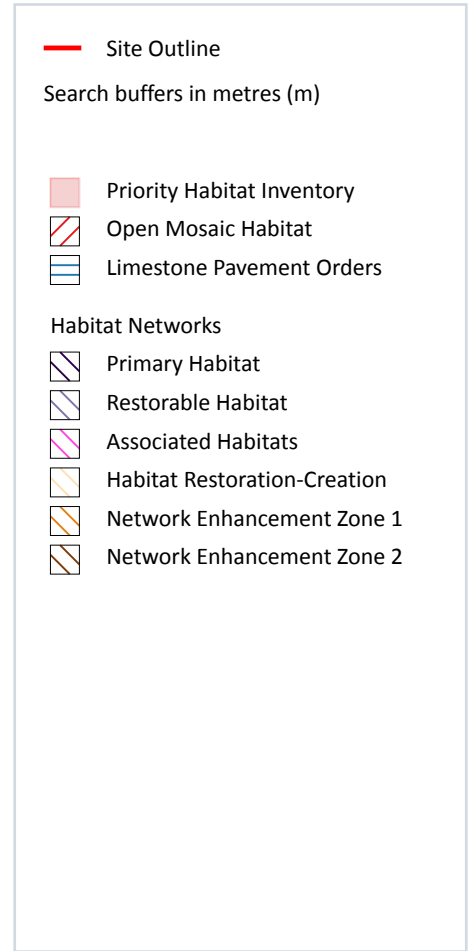 Site Outline
Search buffers in metres (m)
Priority Habitat Inventory
Open Mosaic Habitat
Limestone Pavement Orders
Habitat Networks
Primary Habitat
Restorable Habitat
Associated Habitats
Habitat Restoration-Creation
Network Enhancement Zone 1
Network Enhancement Zone 2